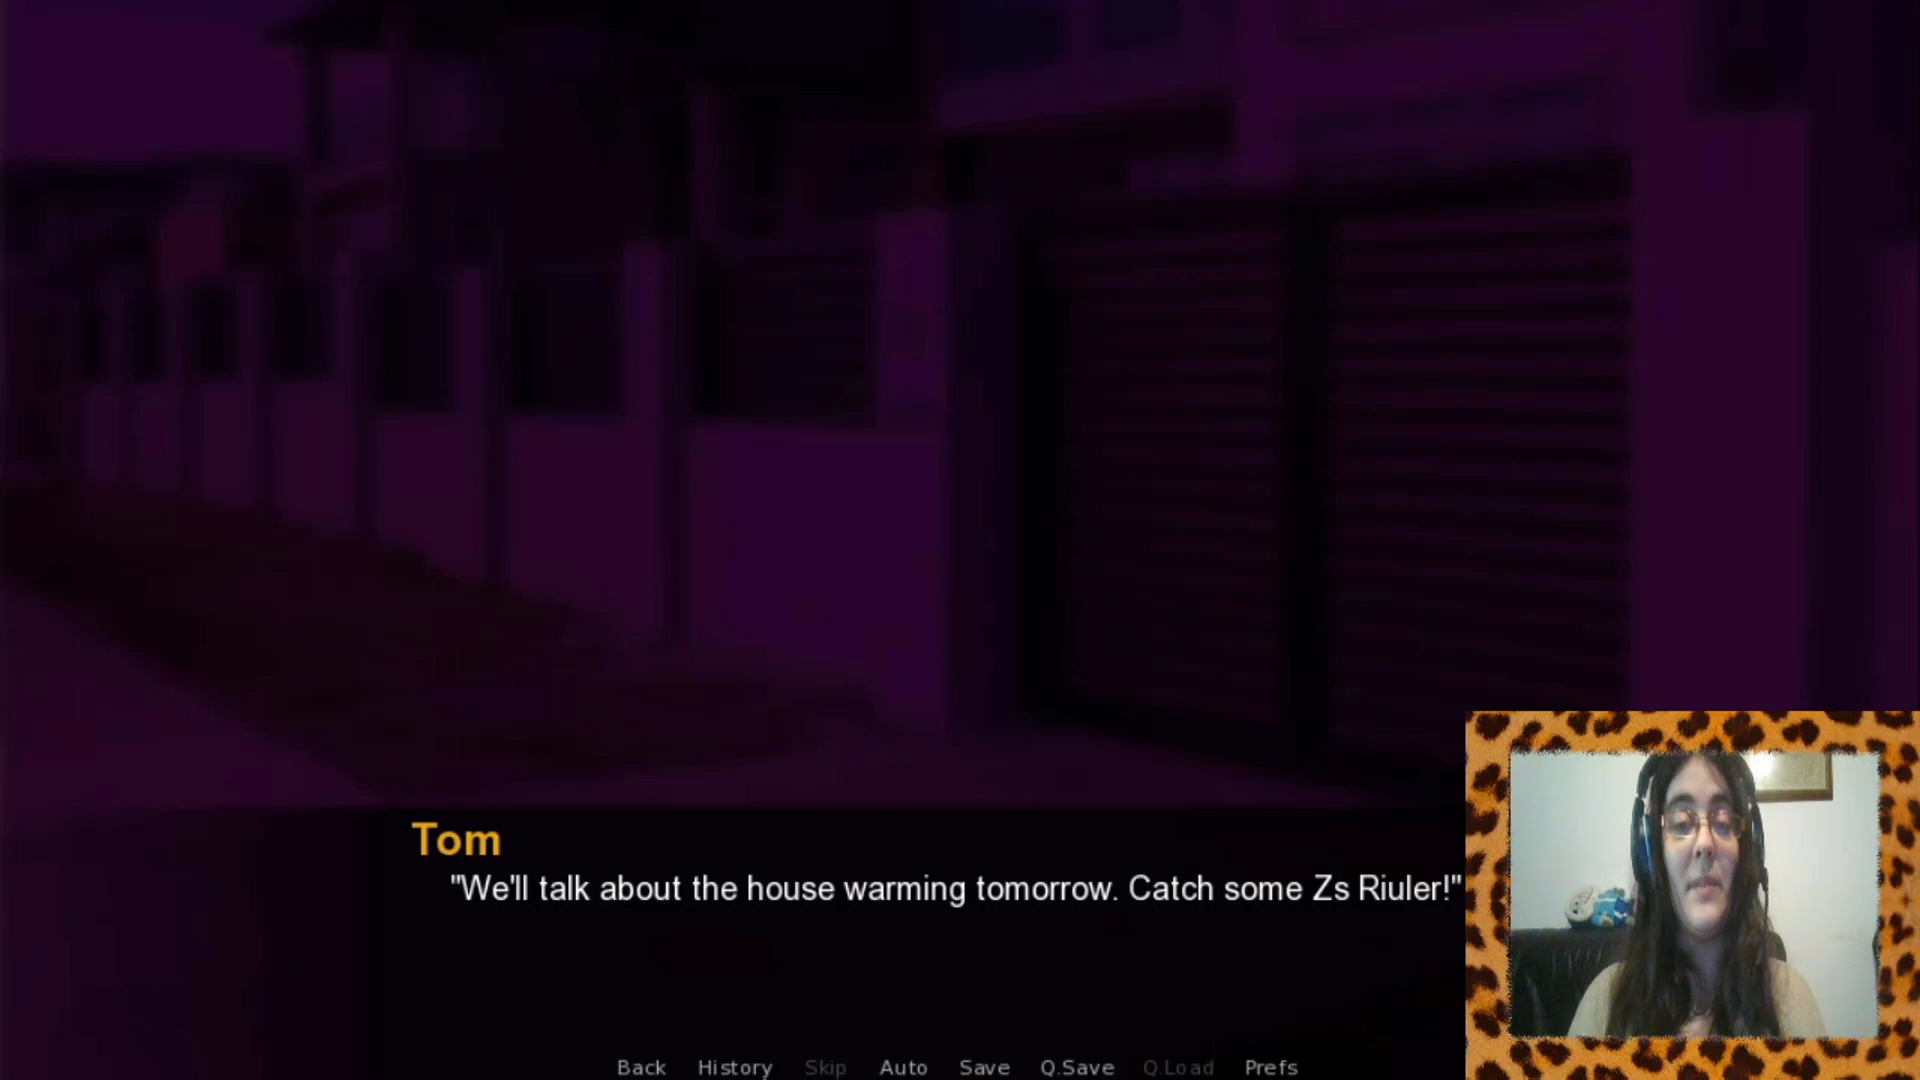 Tom
"We'll talk about the house warming tomorrow. Catch some Zs Riuler!"
Back History Skip Auto Save Q.Save Q.Load Prefs